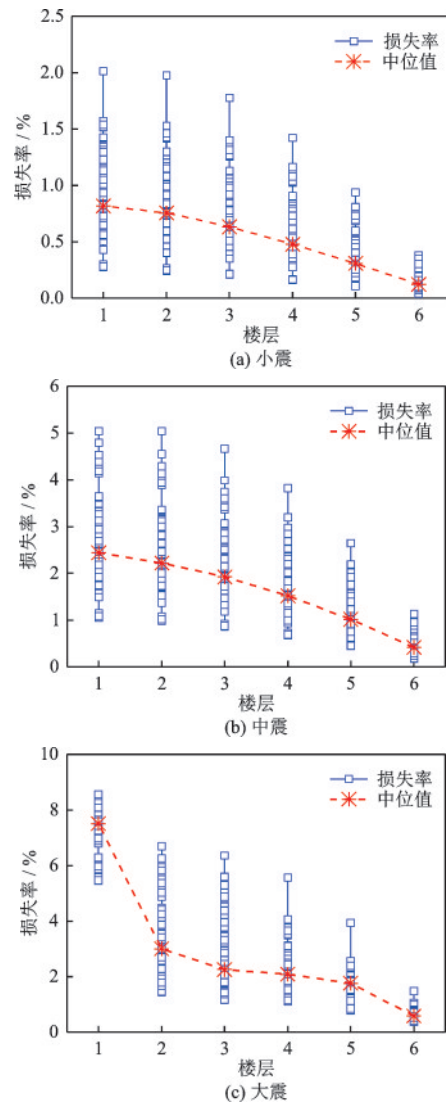 2.5
损失率
中位值
2.0
1.5
1.0
0.5
0.0
损失率 / %
1 2 3 4 5 6
楼层
(a) 小震
6
损失率
中位值
5
4
3
2
1
0
损失率 / %
1 2 3 4 5 6
楼层
(b) 中震
10
损失率
中位值
8
6
4
2
0
损失率 / %
1 2 3 4 5 6
楼层
(c) 大震